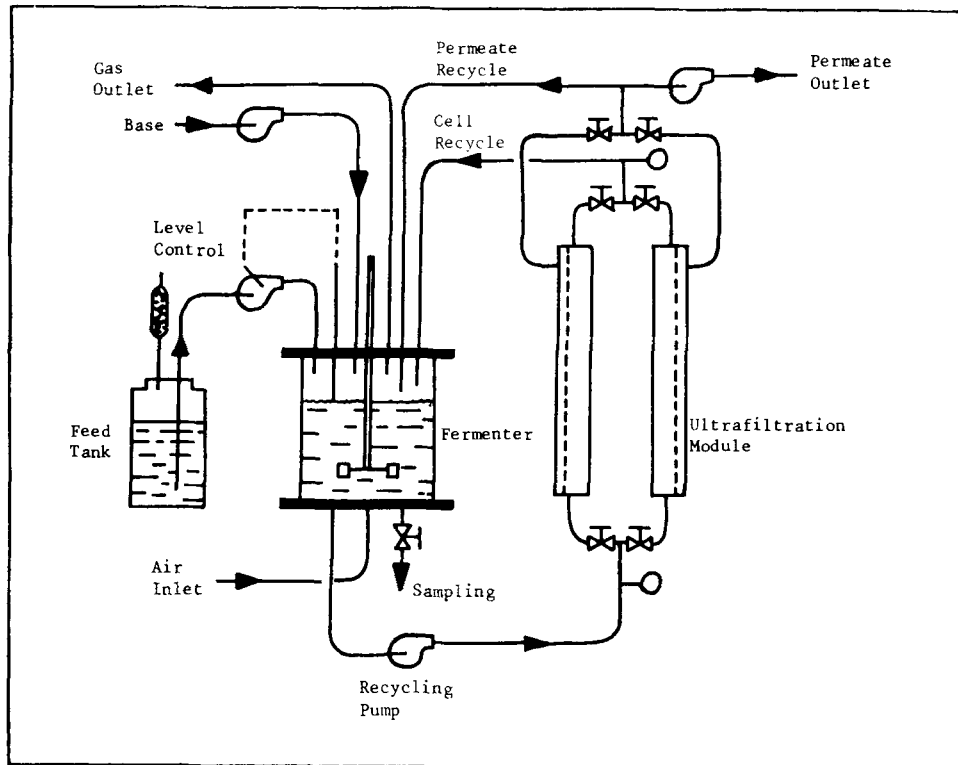 Permeate
Recycle
Permeate
Outlet
Gas
Outlet
Base
Cell
Recycle
Level
Control
Feed
Tank
Fermenter
Ultrafiltration
Module
Air
Inlet
Sampling
Recycling
Pump